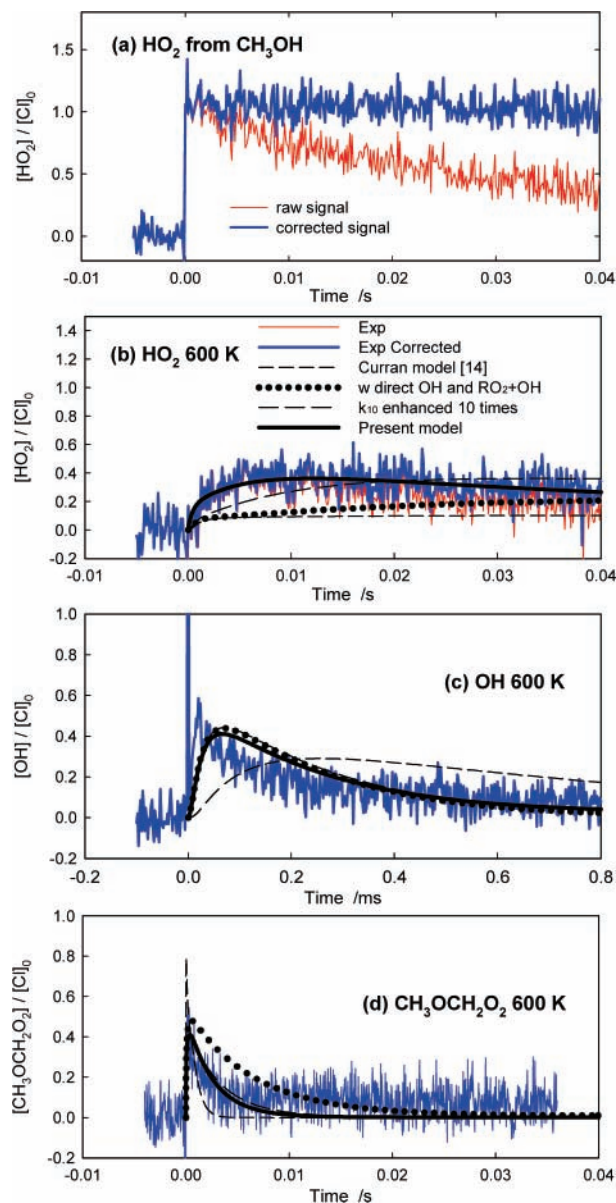 (a) HO2 from CH3OH
1.5
1.0
0.5
0.0
[HO2] / [Cl]0
raw signal
corrected signal
-0.01 0.00 0.01 0.02 0.03 0.04
Time /s
(b) HO2 600 K
Exp
Exp Corrected
Curran model [14]
w direct OH and RO2+OH
k10 enhanced 10 times
Present model
1.4
1.2
1.0
0.8
0.6
0.4
0.2
0.0
-0.2
[HO2] / [Cl]0
-0.01 0.00 0.01 0.02 0.03 0.04
Time /s
(c) OH 600 K
1.0
0.8
0.6
0.4
0.2
0.0
-0.2
[OH] / [Cl]0
-0.2 0.0 0.2 0.4 0.6 0.8
Time /ms
(d) CH3OCH2O2 600 K
1.0
0.8
0.6
0.4
0.2
0.0
-0.2
[CH3OCH2O2] / [Cl]0
-0.01 0.00 0.01 0.02 0.03 0.04
Time /s